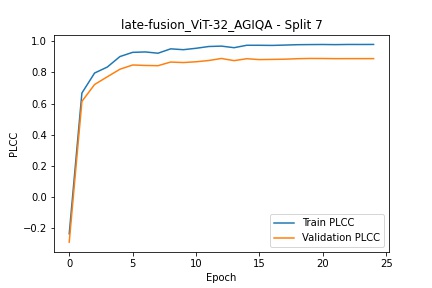 late-fusion_ViT-32_AGIQA - Split 7
PLCC
1.0
0.8
0.6
0.4
0.2
0.0
−0.2
0 5 10 15 20 25
Epoch
Train PLCC
Validation PLCC